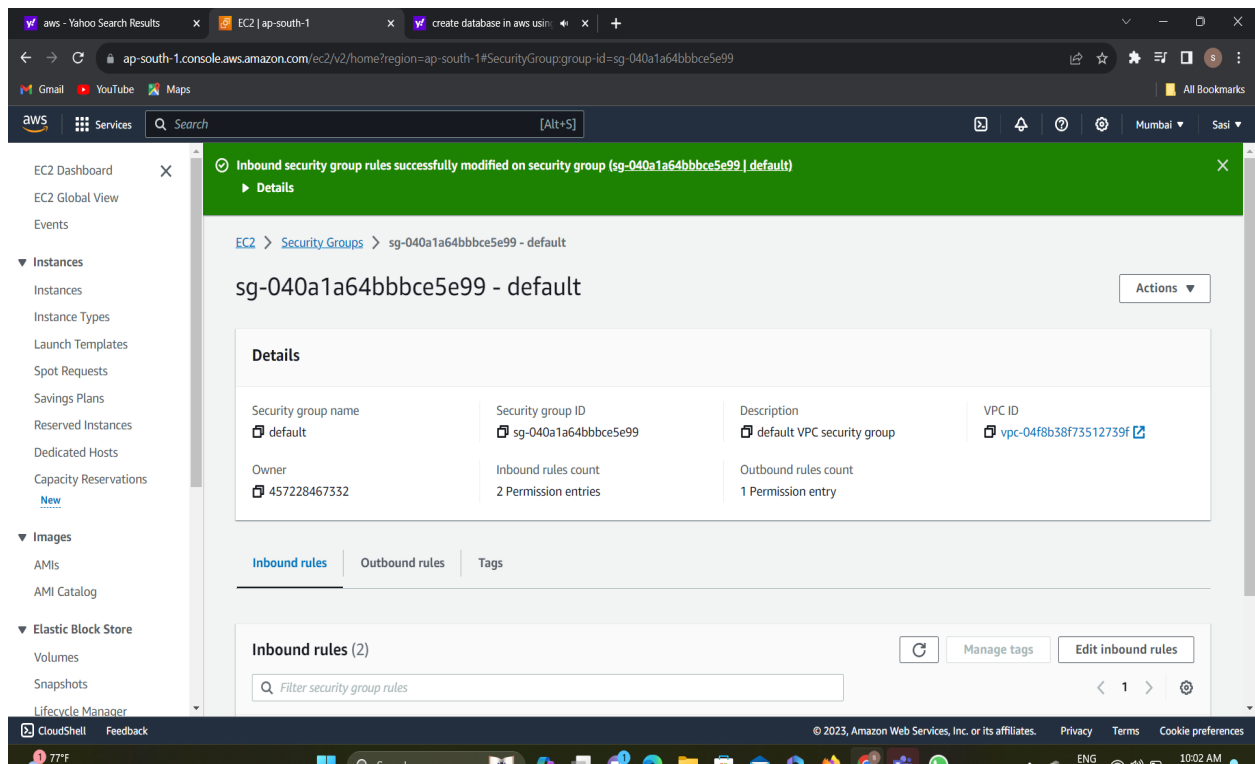 aws - Yahoo Search Results
EC2 | ap-south-1
create database in aws using
ap-south-1.console.aws.amazon.com/ec2/v2/home?region=ap-south-1#SecurityGroup:group-id=sg-040a1a64bbbce5e99
S
Gmail YouTube Maps
All Bookmarks
aws Services Search [Alt+S] Mumbai Sasi
EC2 Dashboard
EC2 Global View
Events
Instances
Instances
Instance Types
Launch Templates
Spot Requests
Savings Plans
Reserved Instances
Dedicated Hosts
Capacity Reservations
New
Images
AMIs
AMI Catalog
Elastic Block Store
Volumes
Snapshots
Lifecycle Manager
Inbound security group rules successfully modified on security group (sg-040a1a64bbbce5e99 | default)
Details
EC2 > Security Groups > sg-040a1a64bbbce5e99 - default
sg-040a1a64bbbce5e99 - default
Actions
Details
Security group name
default
Security group ID
sg-040a1a64bbbce5e99
Description
default VPC security group
VPC ID
vpc-04f8b38f73512739f
Owner
457228467332
Inbound rules count
2 Permission entries
Outbound rules count
1 Permission entry
Inbound rules Outbound rules Tags
Inbound rules (2)
Manage tags
Edit inbound rules
Filter security group rules
1
CloudShell Feedback
© 2023, Amazon Web Services, Inc. or its affiliates. Privacy Terms Cookie preferences
1 77°F
ENG
10:02 AM